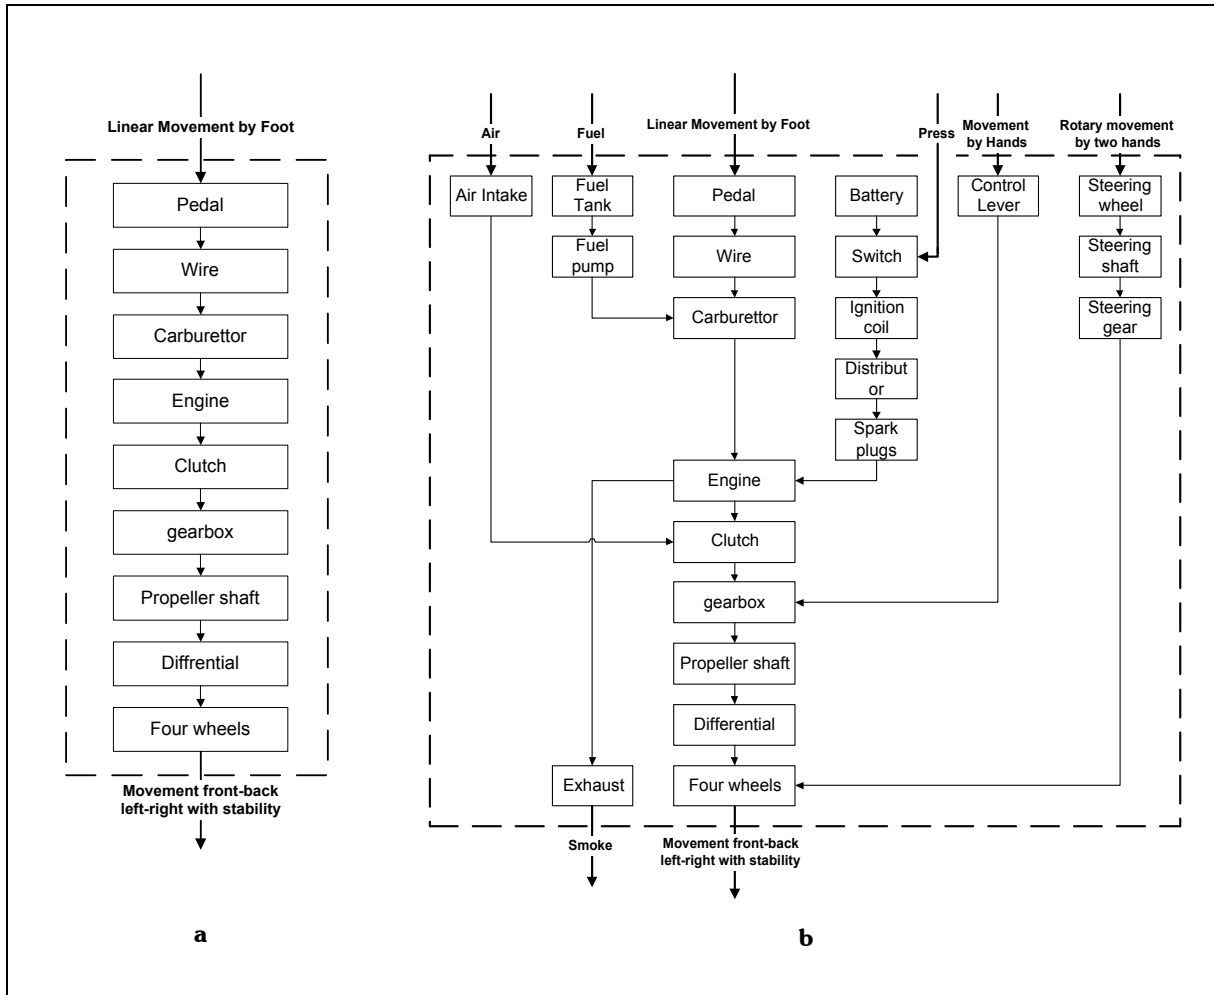 Linear Movement by Foot
Pedal
Wire
Carburettor
Engine
Clutch
gearbox
Propeller shaft
Diffrential
Four wheels
Movement front-back
left-right with stability
a
Air
Fuel
Linear Movement by Foot
Press
Movement
by Hands
Rotary movement
by two hands
Air Intake
Fuel
Tank
Pedal
Battery
Control
Lever
Steering
wheel
Fuel
pump
Wire
Switch
Steering
shaft
Carburettor
Ignition
coil
Steering
gear
Distribut
or
Spark
plugs
Engine
Clutch
gearbox
Propeller shaft
Differential
Exhaust
Four wheels
Smoke
Movement front-back
left-right with stability
b